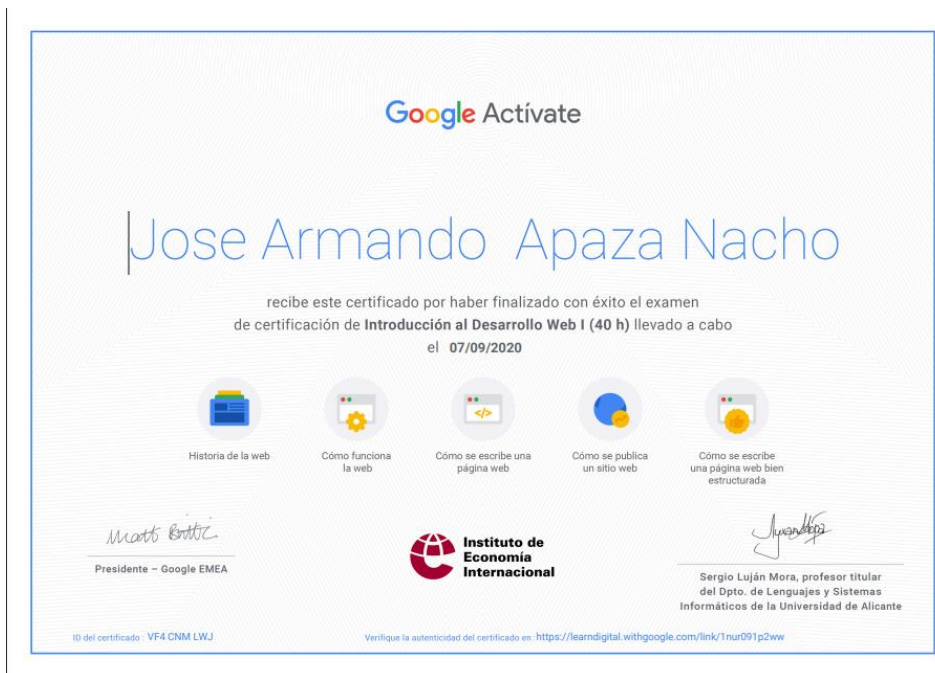 Google Actívate
Jose Armando Apaza Nacho
recibe este certificado por haber finalizado con éxito el examen
de certificación de Introducción al Desarrollo Web I (40 h) llevado a cabo
el 07/09/2020
Historia de la web
Cómo funciona
la web
Cómo se escribe una
página web
Cómo se publica
un sitio web
Cómo se escribe
una página web bien
estructurada
Matt Brittin
Presidente – Google EMEA
Instituto de
Economía
Internacional
Sergio Luján Mora, profesor titular
del Dpto. de Lenguajes y Sistemas
Informáticos de la Universidad de Alicante
ID del certificado : VF4 CNM LWJ
Verifique la autenticidad del certificado en: https://learndigital.withgoogle.com/link/1nur091p2ww